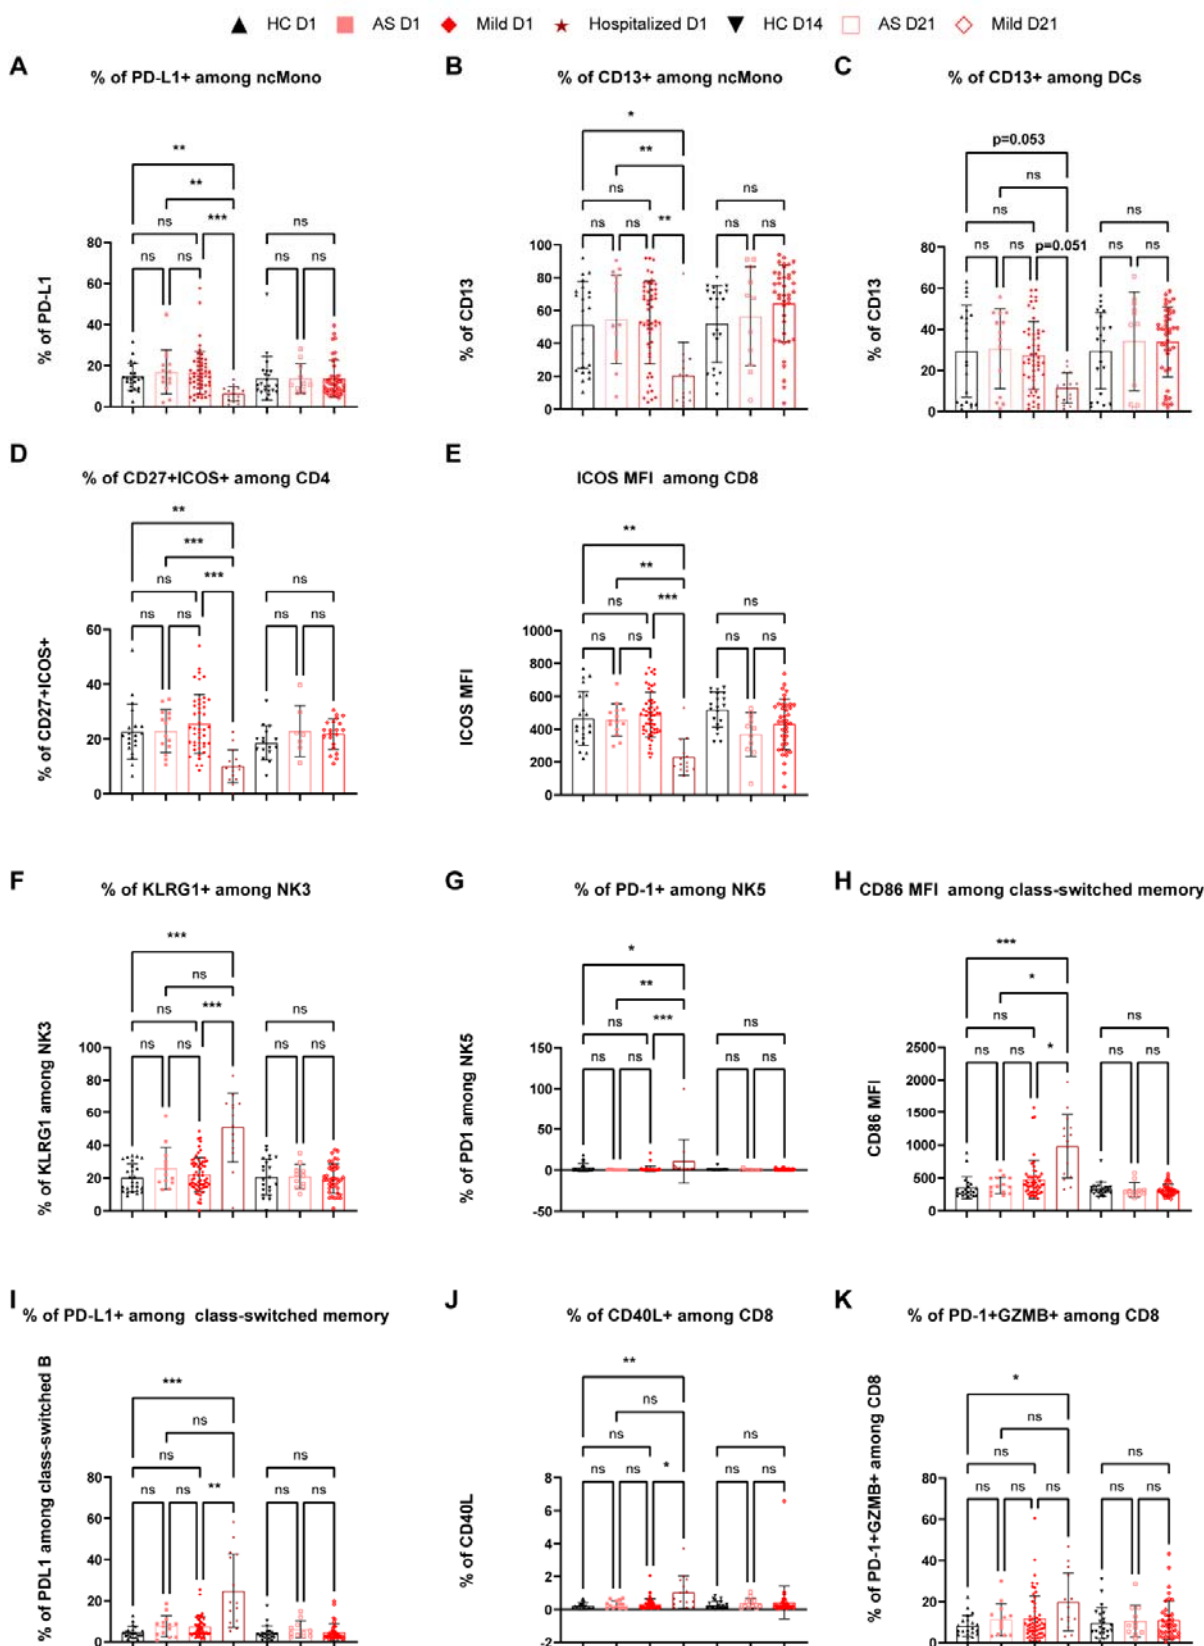 HC D1 AS D1 Mild D1 Hospitalized D1 HC D14 AS D21 Mild D21
A
% of PD-L1+ among ncMono
**
**
ns ***
ns ns
ns
ns ns
% of PD-L1
80
60
40
20
0
B
% of CD13+ among ncMono
*
**
ns
ns ns **
ns
ns ns
% of CD13
100
80
60
40
20
0
C
% of CD13+ among DCs
p=0.053
ns
ns
ns ns p=0.051
ns
ns ns
% of CD13
80
60
40
20
0
D
% of CD27+ICOS+ among CD4
**
***
ns ***
ns ns
ns
ns ns
% of CD27+ICOS+
60
40
20
0
E
ICOS MFI among CD8
**
**
ns ***
ns ns
ns
ns ns
ICOS MFI
1000
800
600
400
200
0
F
% of KLRG1+ among NK3
***
ns
ns ***
ns ns
ns
ns ns
% of KLRG1 among NK3
100
80
60
40
20
0
G
% of PD-1+ among NK5
*
**
ns ***
ns ns
ns
ns ns
% of PD1 among NK5
150
100
50
0
-50
H
CD86 MFI among class-switched memory
***
*
ns
ns ns *
ns
ns ns
CD86 MFI
2500
2000
1500
1000
500
0
I
% of PD-L1+ among class-switched memory
***
ns
ns
ns ns **
ns
ns ns
% of PDL1 among class-switched B
80
60
40
20
0
J
% of CD40L+ among CD8
**
ns
ns
ns ns *
ns
ns ns
% of CD40L
8
6
4
2
0
-2
K
% of PD-1+GZMB+ among CD8
*
ns
ns
ns ns ns
ns
ns ns
% of PD-1+GZMB+ among CD8
80
60
40
20
0